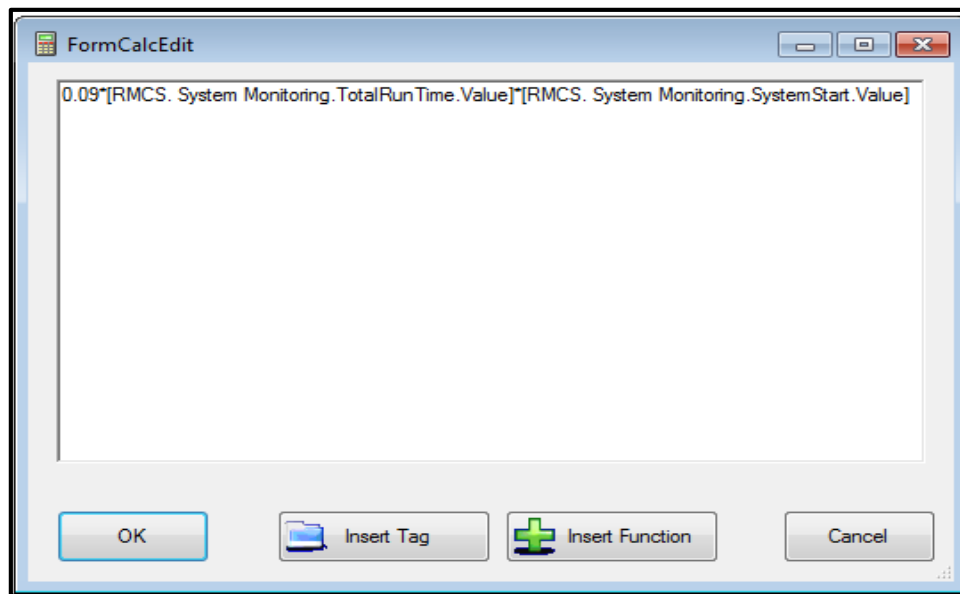 FormCalcEdit
0.09*[RMCS. System Monitoring.TotalRunTime.Value]*[RMCS. System Monitoring.SystemStart.Value]
OK
Insert Tag
Insert Function
Cancel